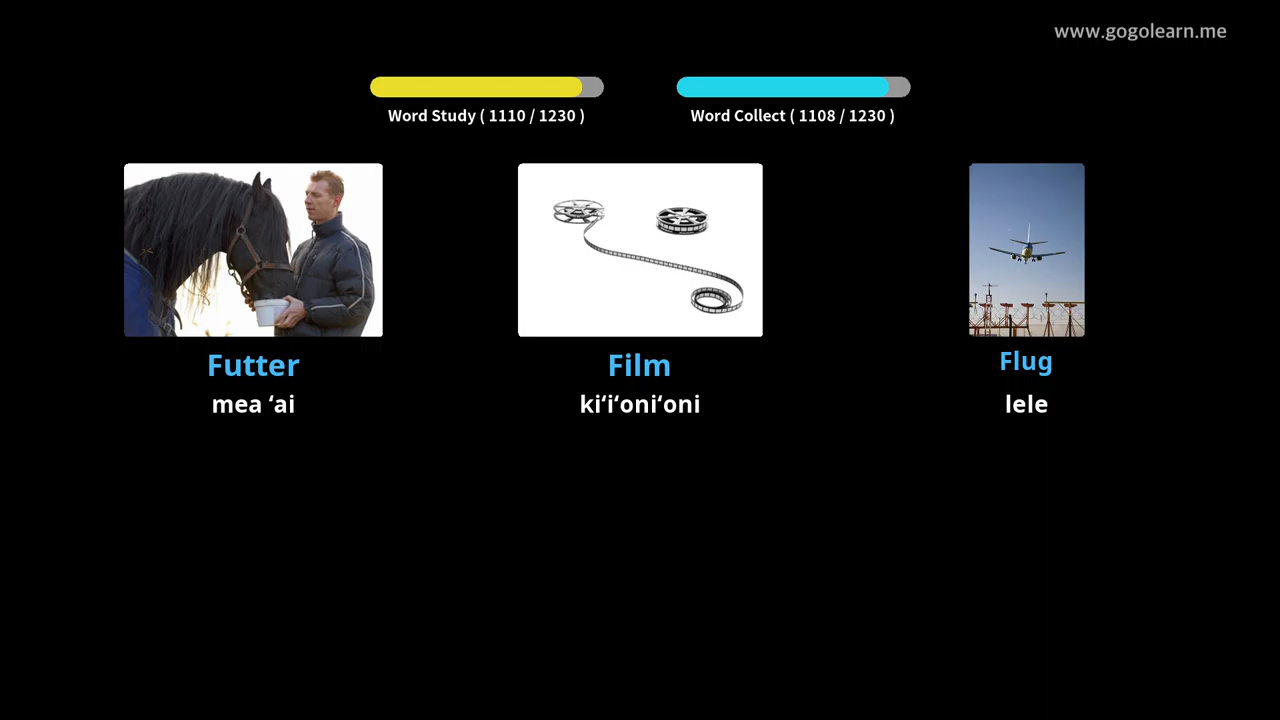 www.gogolearn.me
Word Study ( 1110 / 1230 )
Word Collect ( 1108 / 1230 )
Futter
Film
Flug
mea ʻai
kiʻiʻoniʻoni
lele